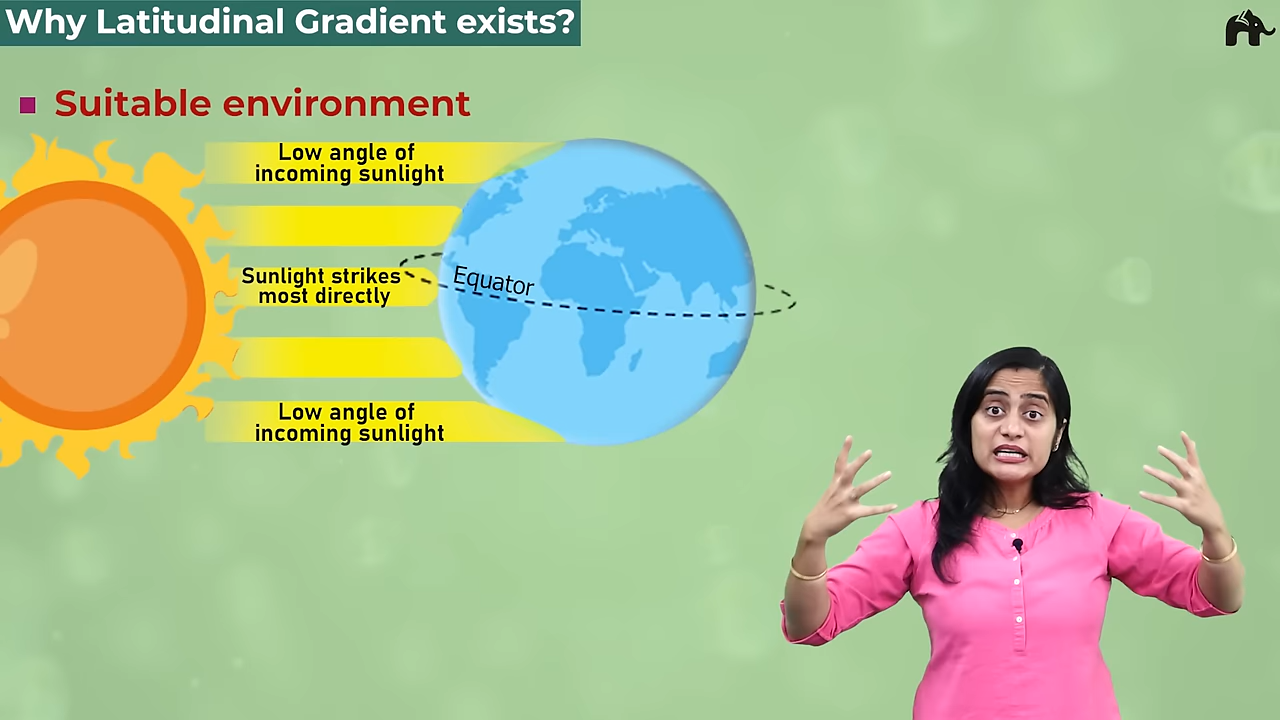 Why Latitudinal Gradient exists?
Suitable environment
Low angle of
incoming sunlight
Sunlight strikes
most directly
Equator
Low angle of
incoming sunlight